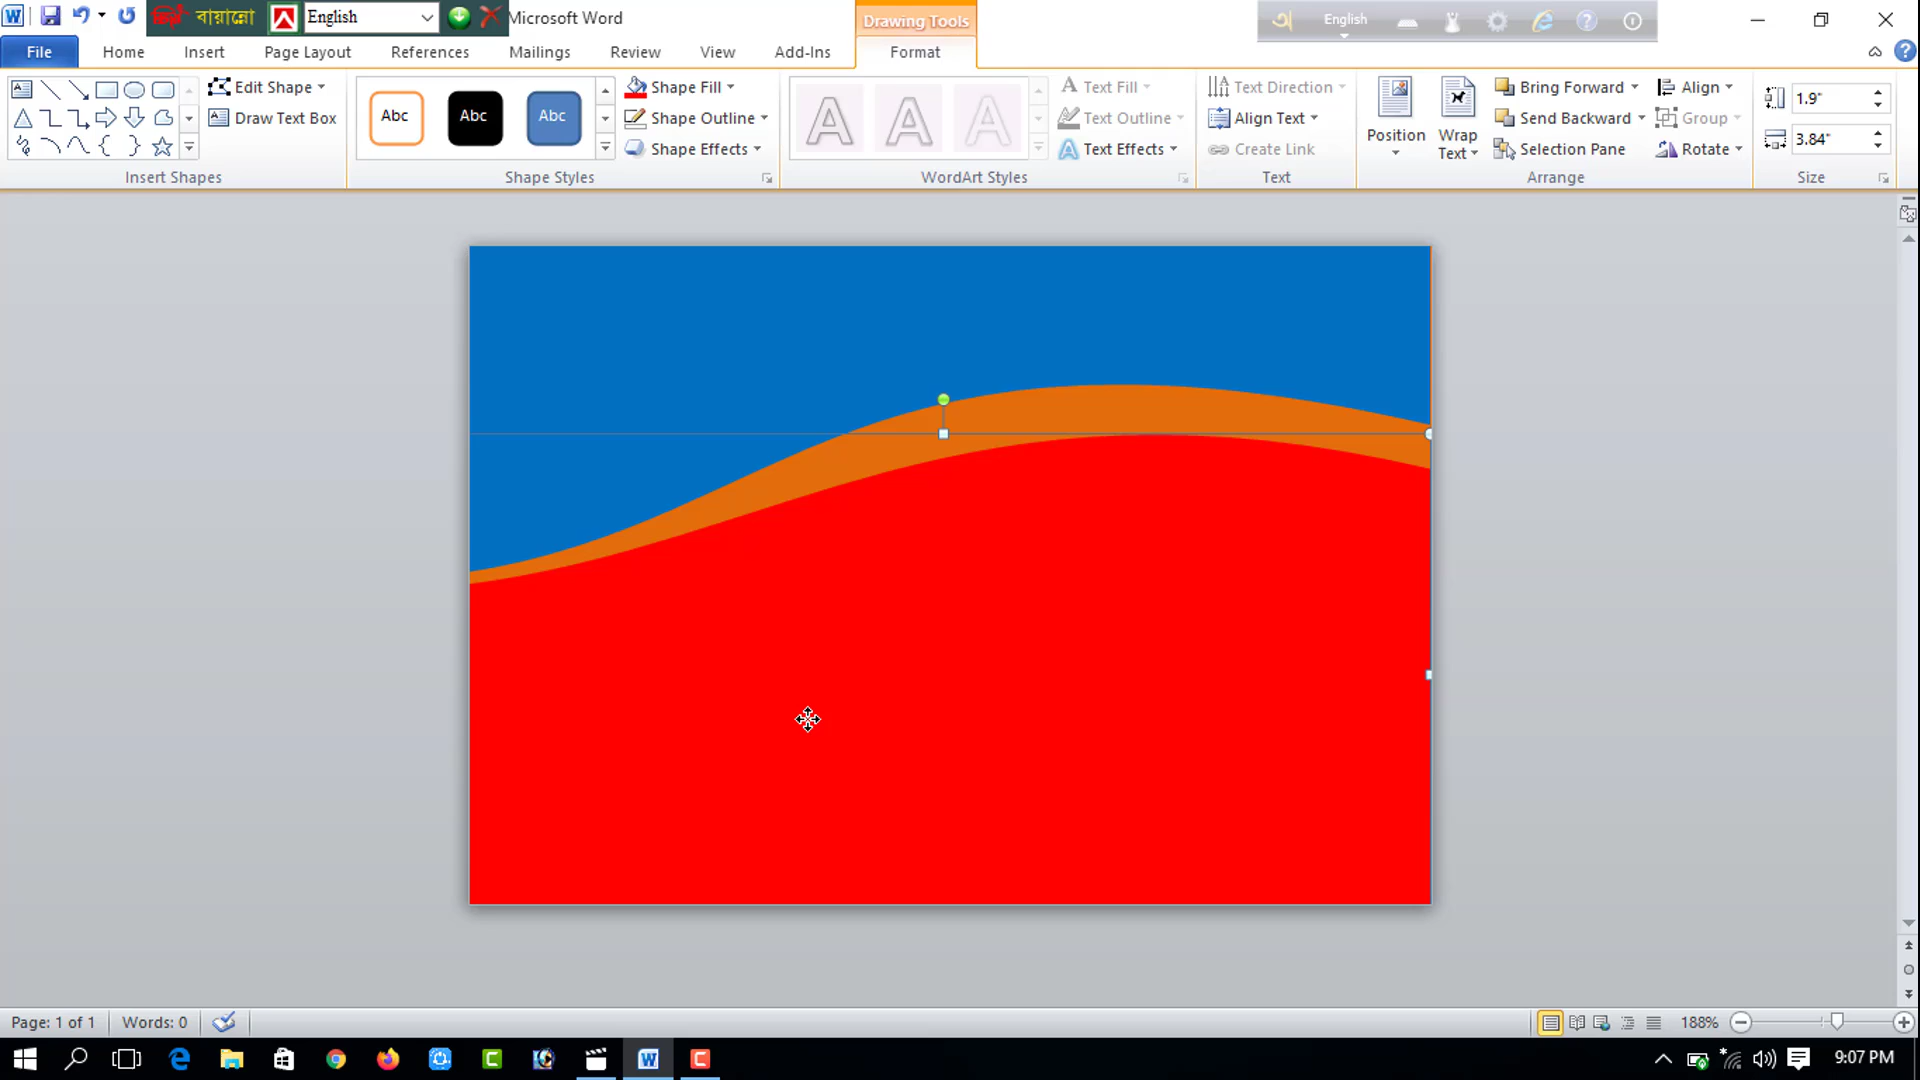 বায়ান্নো English Microsoft Word Drawing Tools English
File Home Insert Page Layout References Mailings Review View Add-Ins Format
Edit Shape
Draw Text Box
Insert Shapes
Abc Abc Abc
Shape Fill
Shape Outline
Shape Effects
Shape Styles
A A A
Text Fill
Text Outline
Text Effects
WordArt Styles
Text Direction
Align Text
Create Link
Text
Position
Wrap Text
Bring Forward
Send Backward
Selection Pane
Align
Group
Rotate
Arrange
1.9"
3.84"
Size
Page: 1 of 1 Words: 0 188%
9:07 PM